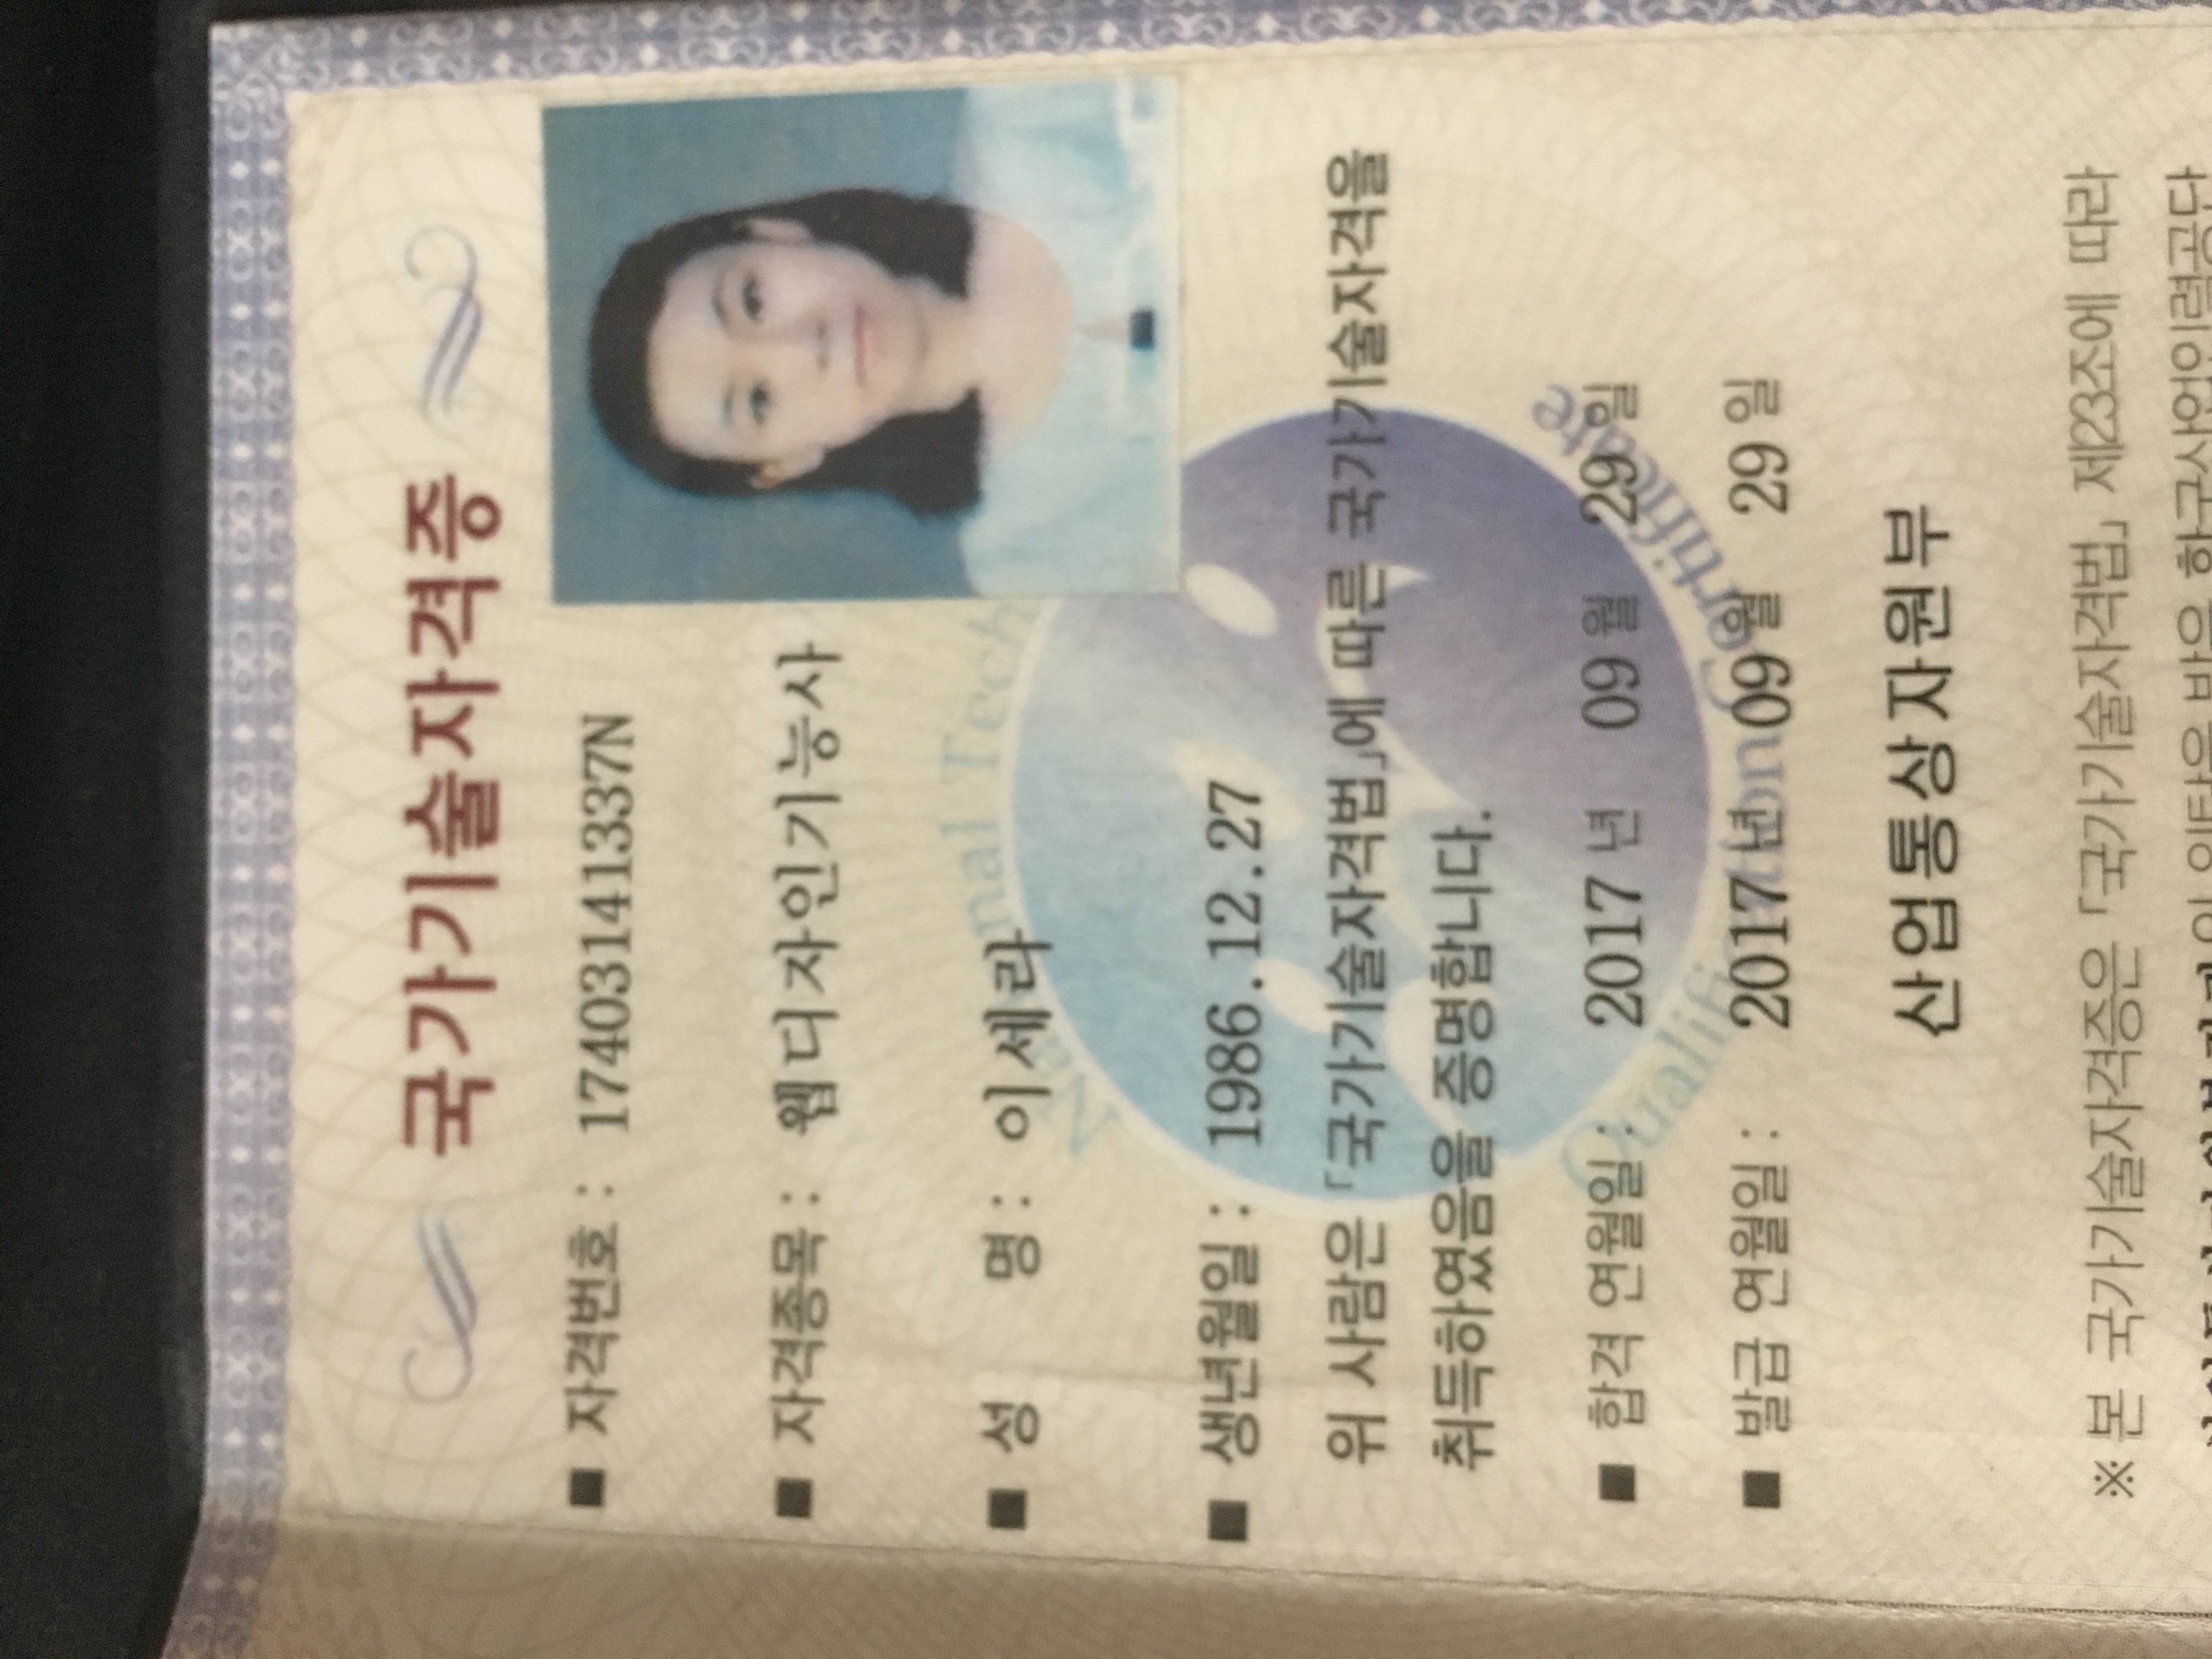 국가기술자격증
■ 자격번호 : 17403141337N
■ 자격종목 : 웹디자인기능사
■ 성 명 : 이세라
■ 생년월일 : 1986.12.27
위 사람은 「국가기술자격법」에 따른 국가기술자격을
취득하였음을 증명합니다.
■ 합격 연월일 : 2017 년 09 월 29 일
■ 발급 연월일 : 2017 년 09 월 29 일
National Tech
Qualification Certificate
산업통상자원부
※ 본 국가기술자격증은 「국가기술자격법」 제23조에 따라
위탁을 받은 한국산업인력공단